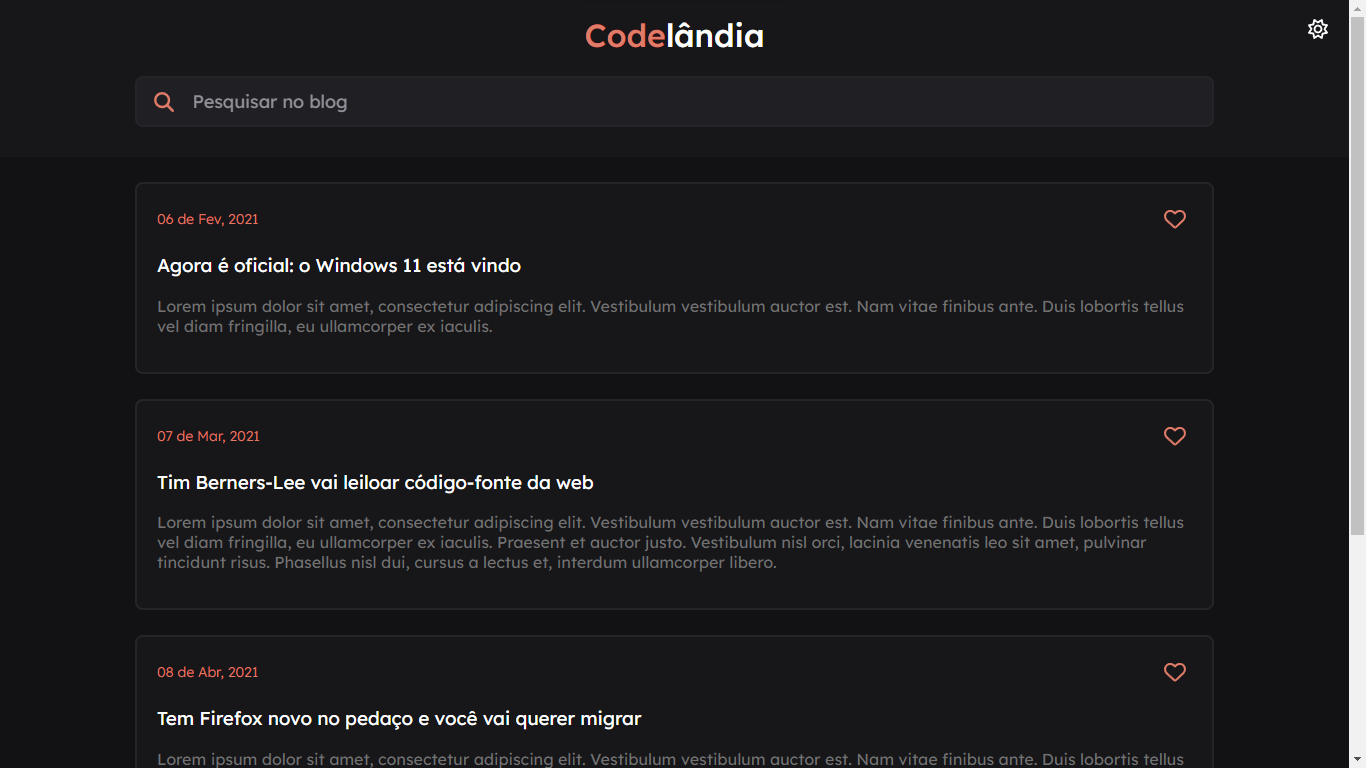 Codelândia
Pesquisar no blog
06 de Fev, 2021
Agora é oficial: o Windows 11 está vindo
Lorem ipsum dolor sit amet, consectetur adipiscing elit. Vestibulum vestibulum auctor est. Nam vitae finibus ante. Duis lobortis tellus
vel diam fringilla, eu ullamcorper ex iaculis.
07 de Mar, 2021
Tim Berners-Lee vai leiloar código-fonte da web
Lorem ipsum dolor sit amet, consectetur adipiscing elit. Vestibulum vestibulum auctor est. Nam vitae finibus ante. Duis lobortis tellus
vel diam fringilla, eu ullamcorper ex iaculis. Praesent et auctor justo. Vestibulum nisl orci, lacinia venenatis leo sit amet, pulvinar
tincidunt risus. Phasellus nisl dui, cursus a lectus et, interdum ullamcorper libero.
08 de Abr, 2021
Tem Firefox novo no pedaço e você vai querer migrar
Lorem ipsum dolor sit amet, consectetur adipiscing elit. Vestibulum vestibulum auctor est. Nam vitae finibus ante. Duis lobortis tellus